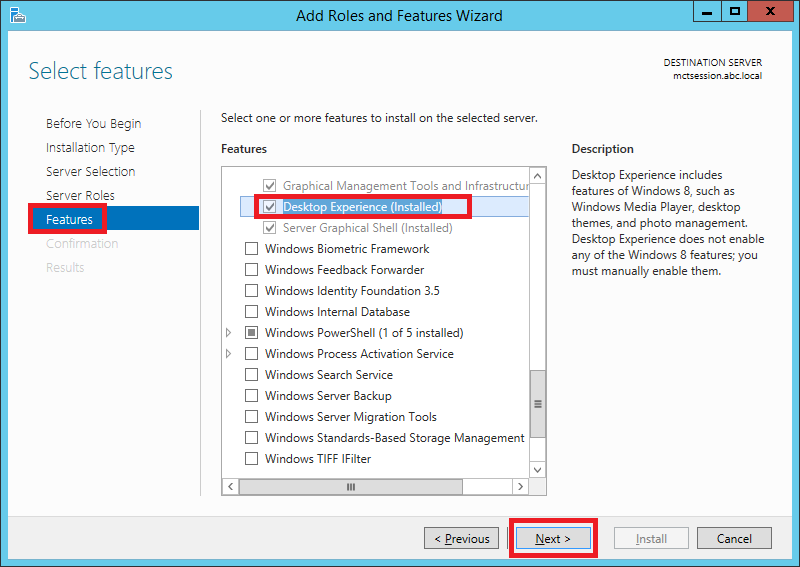 Add Roles and Features Wizard
Select features
DESTINATION SERVER
mctsession.abc.local
Before You Begin
Installation Type
Server Selection
Server Roles
Features
Confirmation
Results
Select one or more features to install on the selected server.
Features
Graphical Management Tools and Infrastructur
Desktop Experience (Installed)
Server Graphical Shell (Installed)
Windows Biometric Framework
Windows Feedback Forwarder
Windows Identity Foundation 3.5
Windows Internal Database
Windows PowerShell (1 of 5 installed)
Windows Process Activation Service
Windows Search Service
Windows Server Backup
Windows Server Migration Tools
Windows Standards-Based Storage Management
Windows TIFF IFilter
Description
Desktop Experience includes
features of Windows 8, such as
Windows Media Player, desktop
themes, and photo management.
Desktop Experience does not enable
any of the Windows 8 features; you
must manually enable them.
< Previous
Next >
Install
Cancel